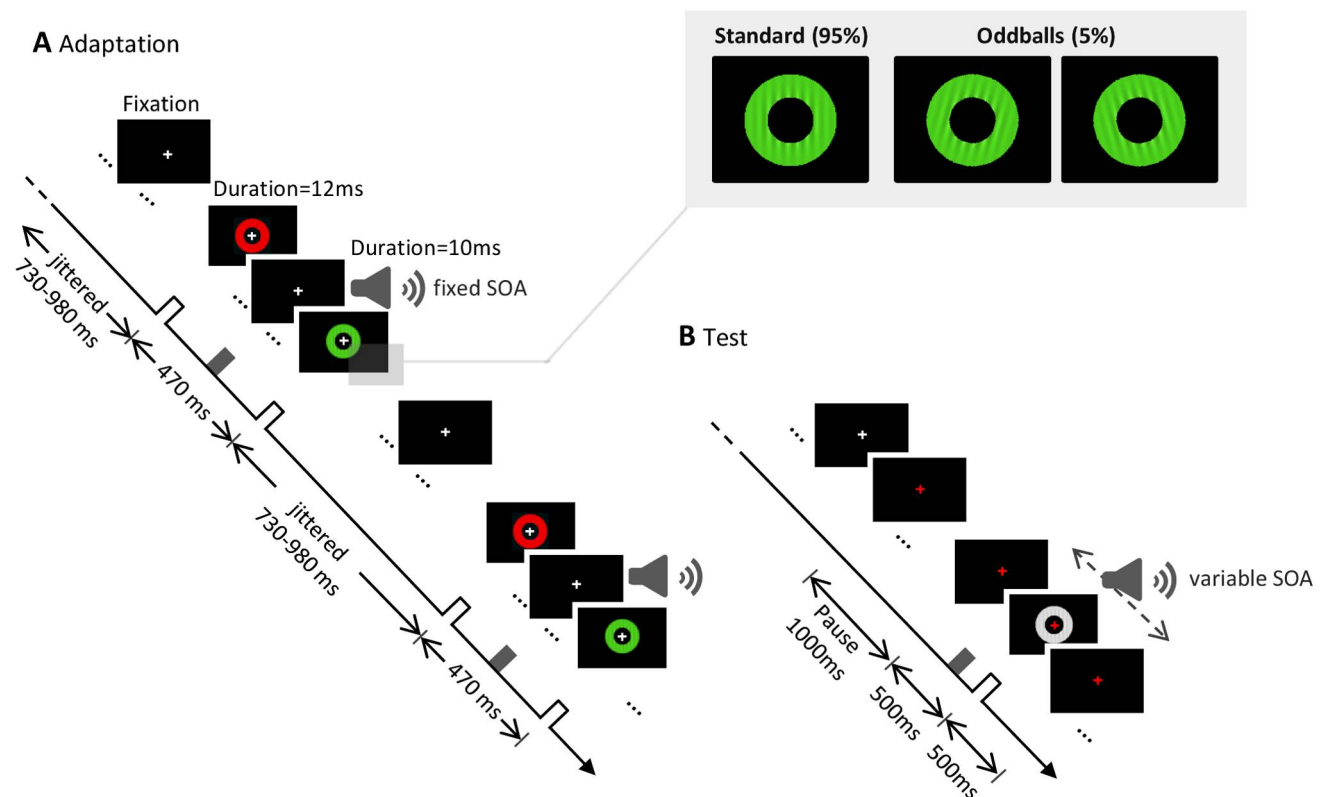 A Adaptation
Standard (95%)
Oddballs (5%)
Fixation
Duration=12ms
Duration=10ms
fixed SOA
jittered
730-980 ms
470 ms
jittered
730-980 ms
470 ms
B Test
variable SOA
Pause
1000ms
500ms
500ms